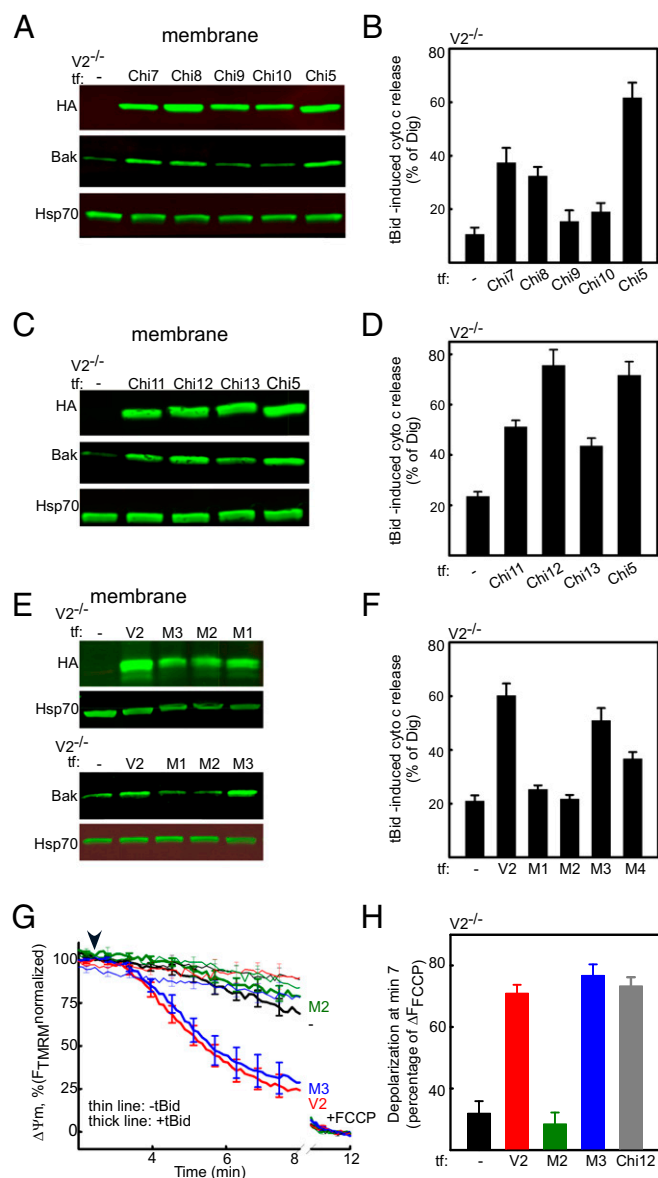 A
membrane
V2-/-
tf: - Chi7 Chi8 Chi9 Chi10 Chi5
HA
Bak
Hsp70
B
V2-/-
tBid -induced cyto c release
(% of Dig)
80
60
40
20
tf: - Chi7 Chi8 Chi9 Chi10 Chi5
C
membrane
V2-/-
tf: - Chi11 Chi12 Chi13 Chi5
HA
Bak
Hsp70
D
V2-/-
tBid -induced cyto c release
(% of Dig)
80
60
40
20
tf: - Chi11 Chi12 Chi13 Chi5
E
membrane
V2-/-
tf: - V2 M3 M2 M1
HA
Hsp70
V2-/-
tf: - V2 M1 M2 M3
Bak
Hsp70
F
V2-/-
tBid -induced cyto c release
(% of Dig)
80
60
40
20
tf: - V2 M1 M2 M3 M4
G
ΔΨm, %(FTMRMnormalized)
100
75
50
25
0
M2
-
M3
V2
+FCCP
thin line: -tBid
thick line: +tBid
4 6 8 12
Time (min)
H
V2-/-
Depolarization at min 7
(percentage of ΔFFCCP)
80
60
40
20
tf: - V2 M2 M3 Chi12